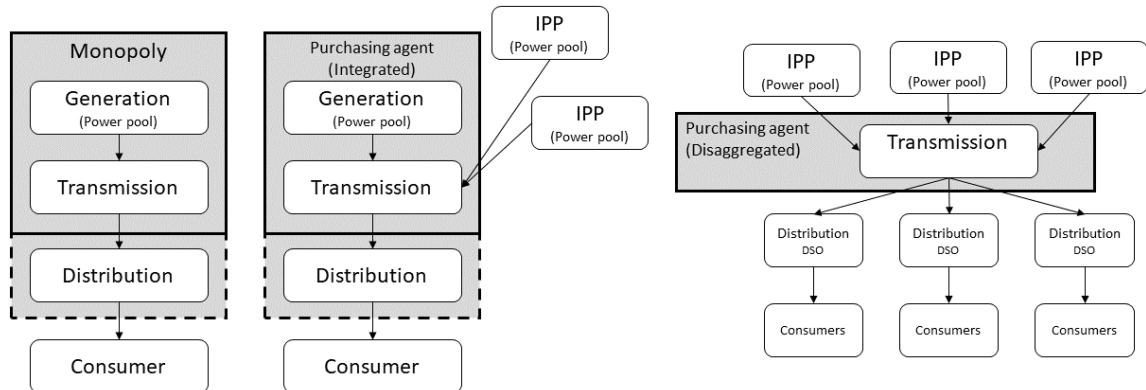 Monopoly
Generation
(Power pool)
Transmission
Distribution
Consumer
Purchasing agent
(Integrated)
Generation
(Power pool)
Transmission
Distribution
Consumer
IPP
(Power pool)
IPP
(Power pool)
IPP
(Power pool)
IPP
(Power pool)
IPP
(Power pool)
Purchasing agent
(Disaggregated)
Transmission
Distribution
DSO
Distribution
DSO
Distribution
DSO
Consumers
Consumers
Consumers